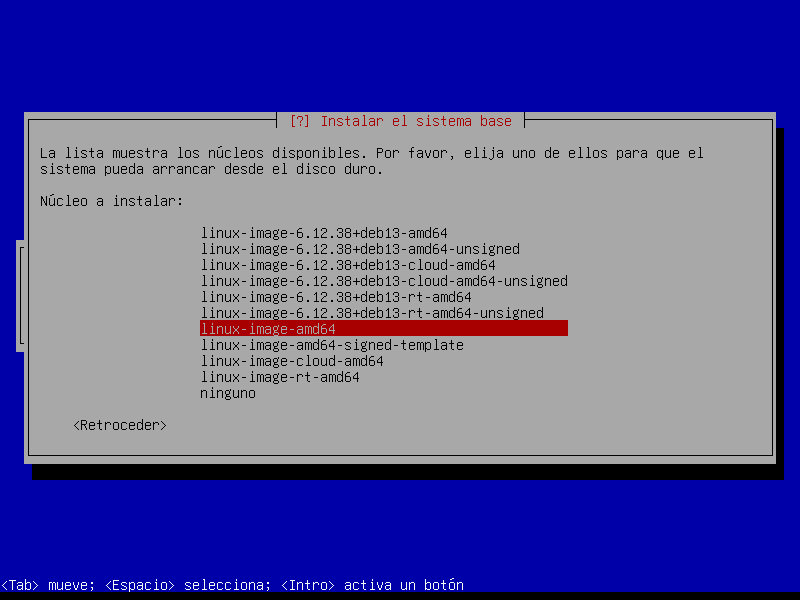 [?] Instalar el sistema base
La lista muestra los núcleos disponibles. Por favor, elija uno de ellos para que el
sistema pueda arrancar desde el disco duro.
Núcleo a instalar:
linux-image-6.12.38+deb13-amd64
linux-image-6.12.38+deb13-amd64-unsigned
linux-image-6.12.38+deb13-cloud-amd64
linux-image-6.12.38+deb13-cloud-amd64-unsigned
linux-image-6.12.38+deb13-rt-amd64
linux-image-6.12.38+deb13-rt-amd64-unsigned
linux-image-amd64
linux-image-amd64-signed-template
linux-image-cloud-amd64
linux-image-rt-amd64
ninguno
<Retroceder>
<Tab> mueve; <Espacio> selecciona; <Intro> activa un botón